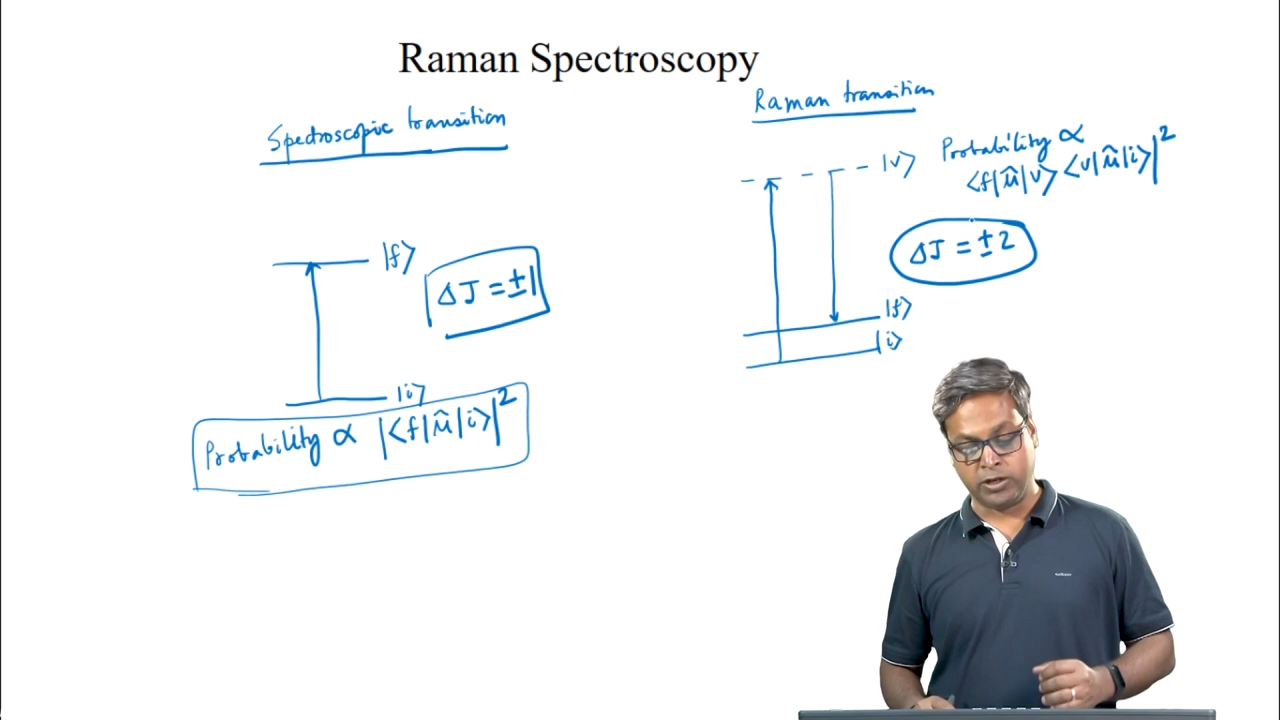 Raman Spectroscopy
Spectroscopic transition
|f>
ΔJ = ±1
|i>
Probability ∝ |<f|μ̂|i>|²
Raman transition
|v>
Probability ∝
<f|μ̂|v> <v|μ̂|i>|²
ΔJ = ±2
|f>
|i>